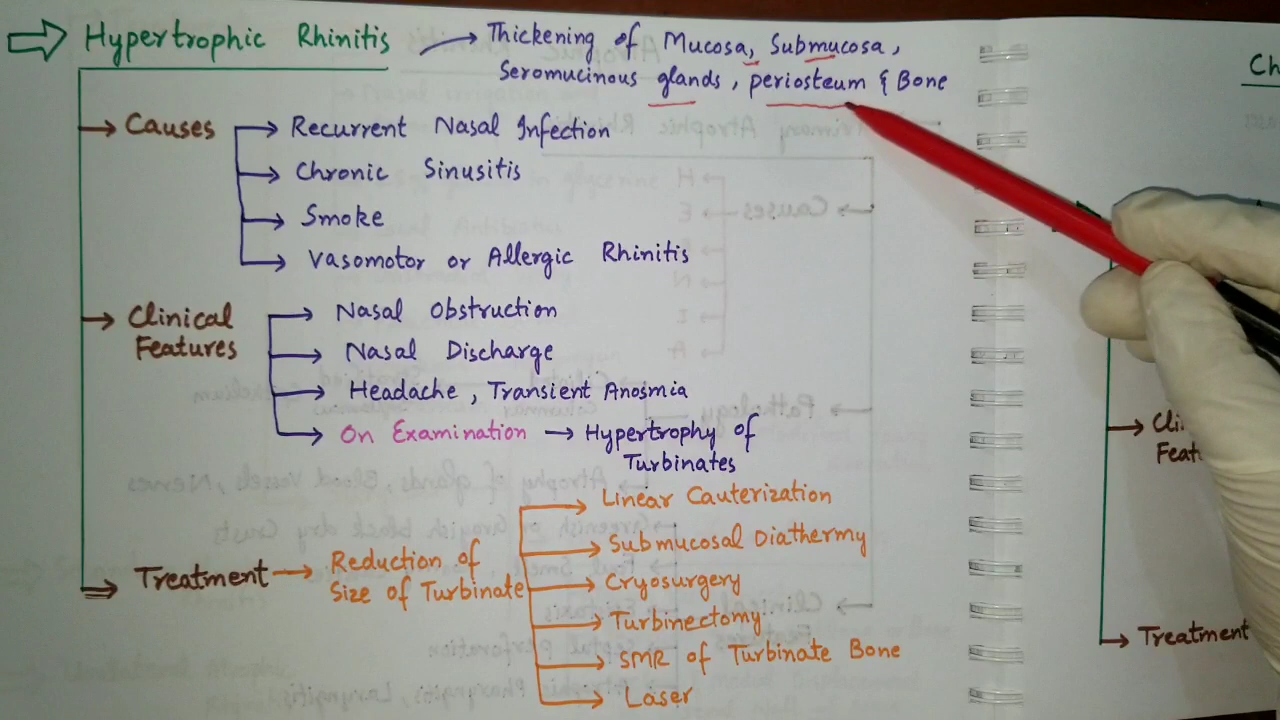 Hypertrophic Rhinitis → Thickening of Mucosa, Submucosa,
Seromucinous glands, periosteum & Bone
Causes
Recurrent Nasal Infection
Chronic Sinusitis
Smoke
Vasomotor or Allergic Rhinitis
Clinical
Features
Nasal Obstruction
Nasal Discharge
Headache, Transient Anosmia
On Examination → Hypertrophy of
Turbinates
Treatment → Reduction of
Size of Turbinate
Linear Cauterization
Submucosal Diathermy
Cryosurgery
Turbinectomy
SMR of Turbinate Bone
Laser
Treatment